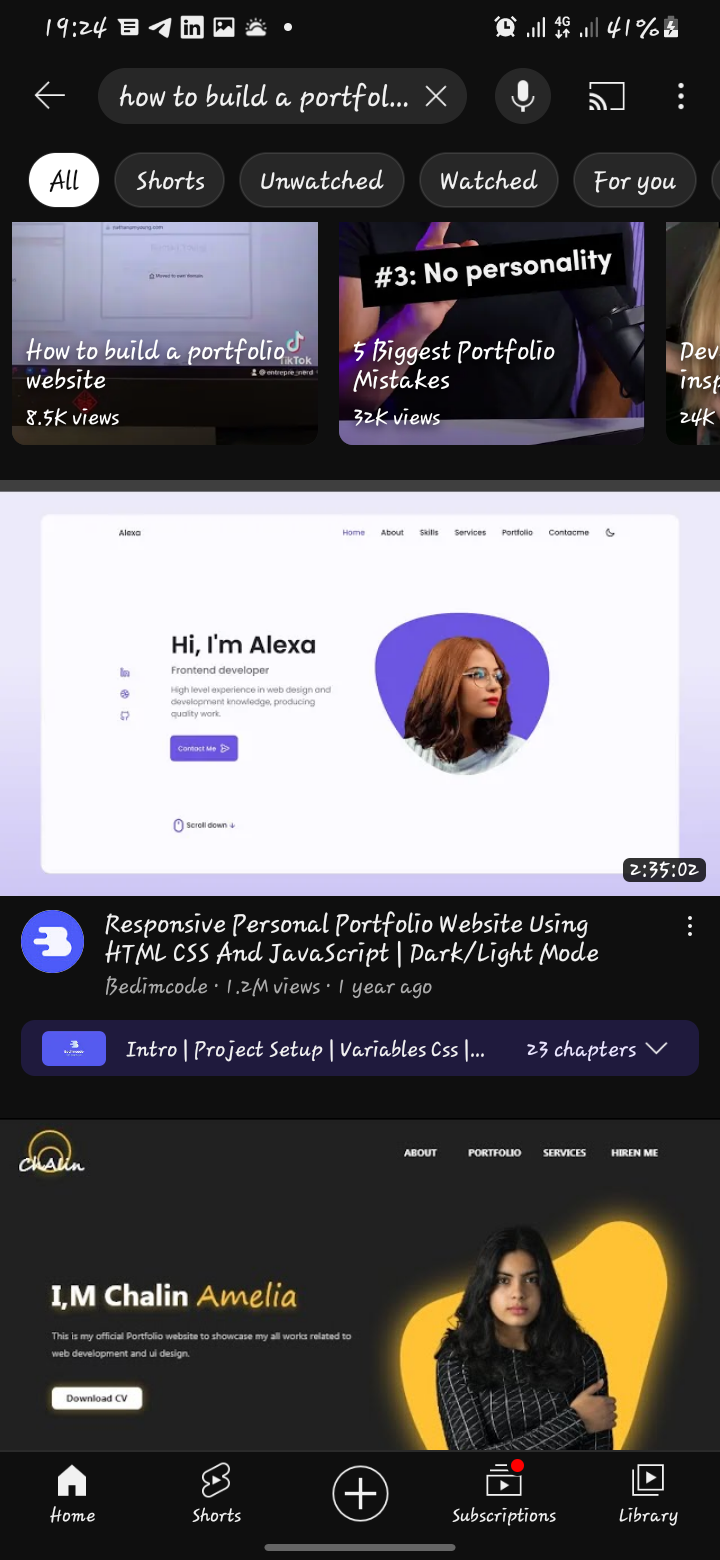 19:24
4G
41%
how to build a portfol...
All
Shorts
Unwatched
Watched
For you
#3: No personality
How to build a portfolio
website
8.5K views
TikTok
5 Biggest Portfolio
Mistakes
32K views
Dev
insp
24K
Alexa
Home About Skills Services Portfolio Contacme
Hi, I'm Alexa
Frontend developer
High level experience in web design and
development knowledge, producing
quality work.
Contact Me
Scroll down
2:35:02
Responsive Personal Portfolio Website Using
HTML CSS And JavaScript | Dark/Light Mode
Bedimcode · 1.2M views · 1 year ago
Intro | Project Setup | Variables Css |...
23 chapters
ChAlin
ABOUT PORTFOLIO SERVICES HIREN ME
I,M Chalin Amelia
This is my official Portfolio website to showcase my all works related to
web development and ui design.
Download CV
Home
Shorts
Subscriptions
Library